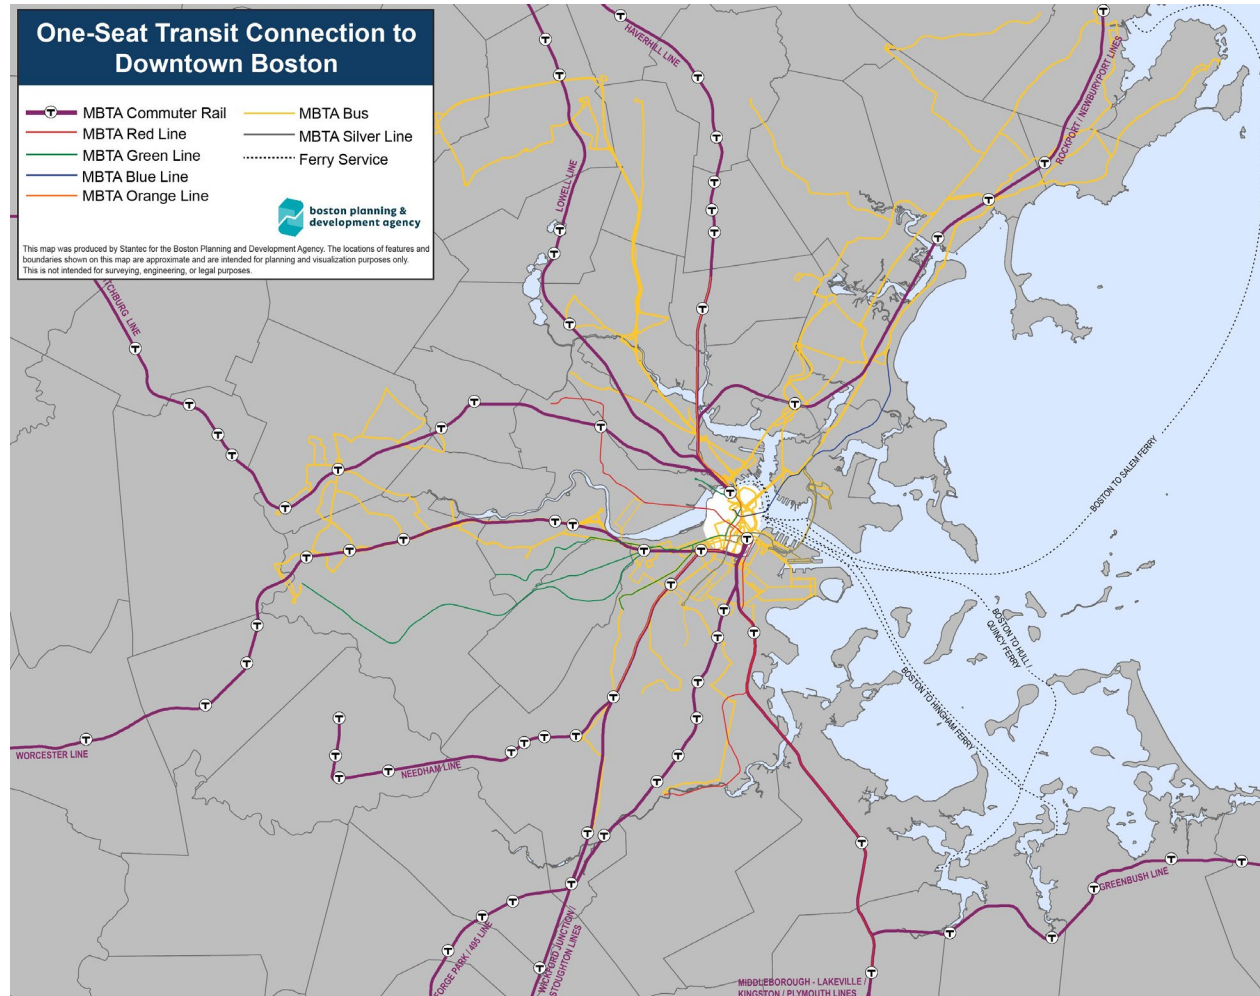 One-Seat Transit Connection to
Downtown Boston
MBTA Commuter Rail
MBTA Red Line
MBTA Green Line
MBTA Blue Line
MBTA Orange Line
MBTA Bus
MBTA Silver Line
Ferry Service
boston planning &
development agency
This map was produced by Stantec for the Boston Planning and Development Agency. The locations of features and
boundaries shown on this map are approximate and are intended for planning and visualization purposes only.
This is not intended for surveying, engineering, or legal purposes.
HAVERHILL LINE
ROCKPORT / NEWBURYPORT LINES
LOWELL LINE
TCHBURG LINE
BOSTON TO SALEM FERRY
BOSTON TO HULL /
QUINCY FERRY
BOSTON TO HINGHAM FERRY
WORCESTER LINE
NEEDHAM LINE
GREENBUSH LINE
FORGE PARK / 495 LINE
WICKFORD JUNCTION /
STOUGHTON LINES
MIDDLEBOROUGH - LAKEVILLE /
KINGSTON / PLYMOUTH LINES